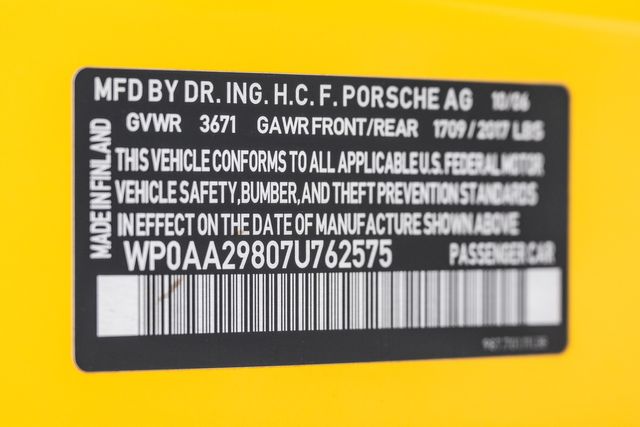 MFD BY DR. ING. H.C. F. PORSCHE AG 10/06
GVWR 3671 GAWR FRONT/REAR 1709/2017 LBS
MADE IN FINLAND
THIS VEHICLE CONFORMS TO ALL APPLICABLE U.S. FEDERAL MOTOR
VEHICLE SAFETY, BUMBER, AND THEFT PREVENTION STANDARDS
IN EFFECT ON THE DATE OF MANUFACTURE SHOWN ABOVE
WP0AA29807U762575 PASSENGER CAR